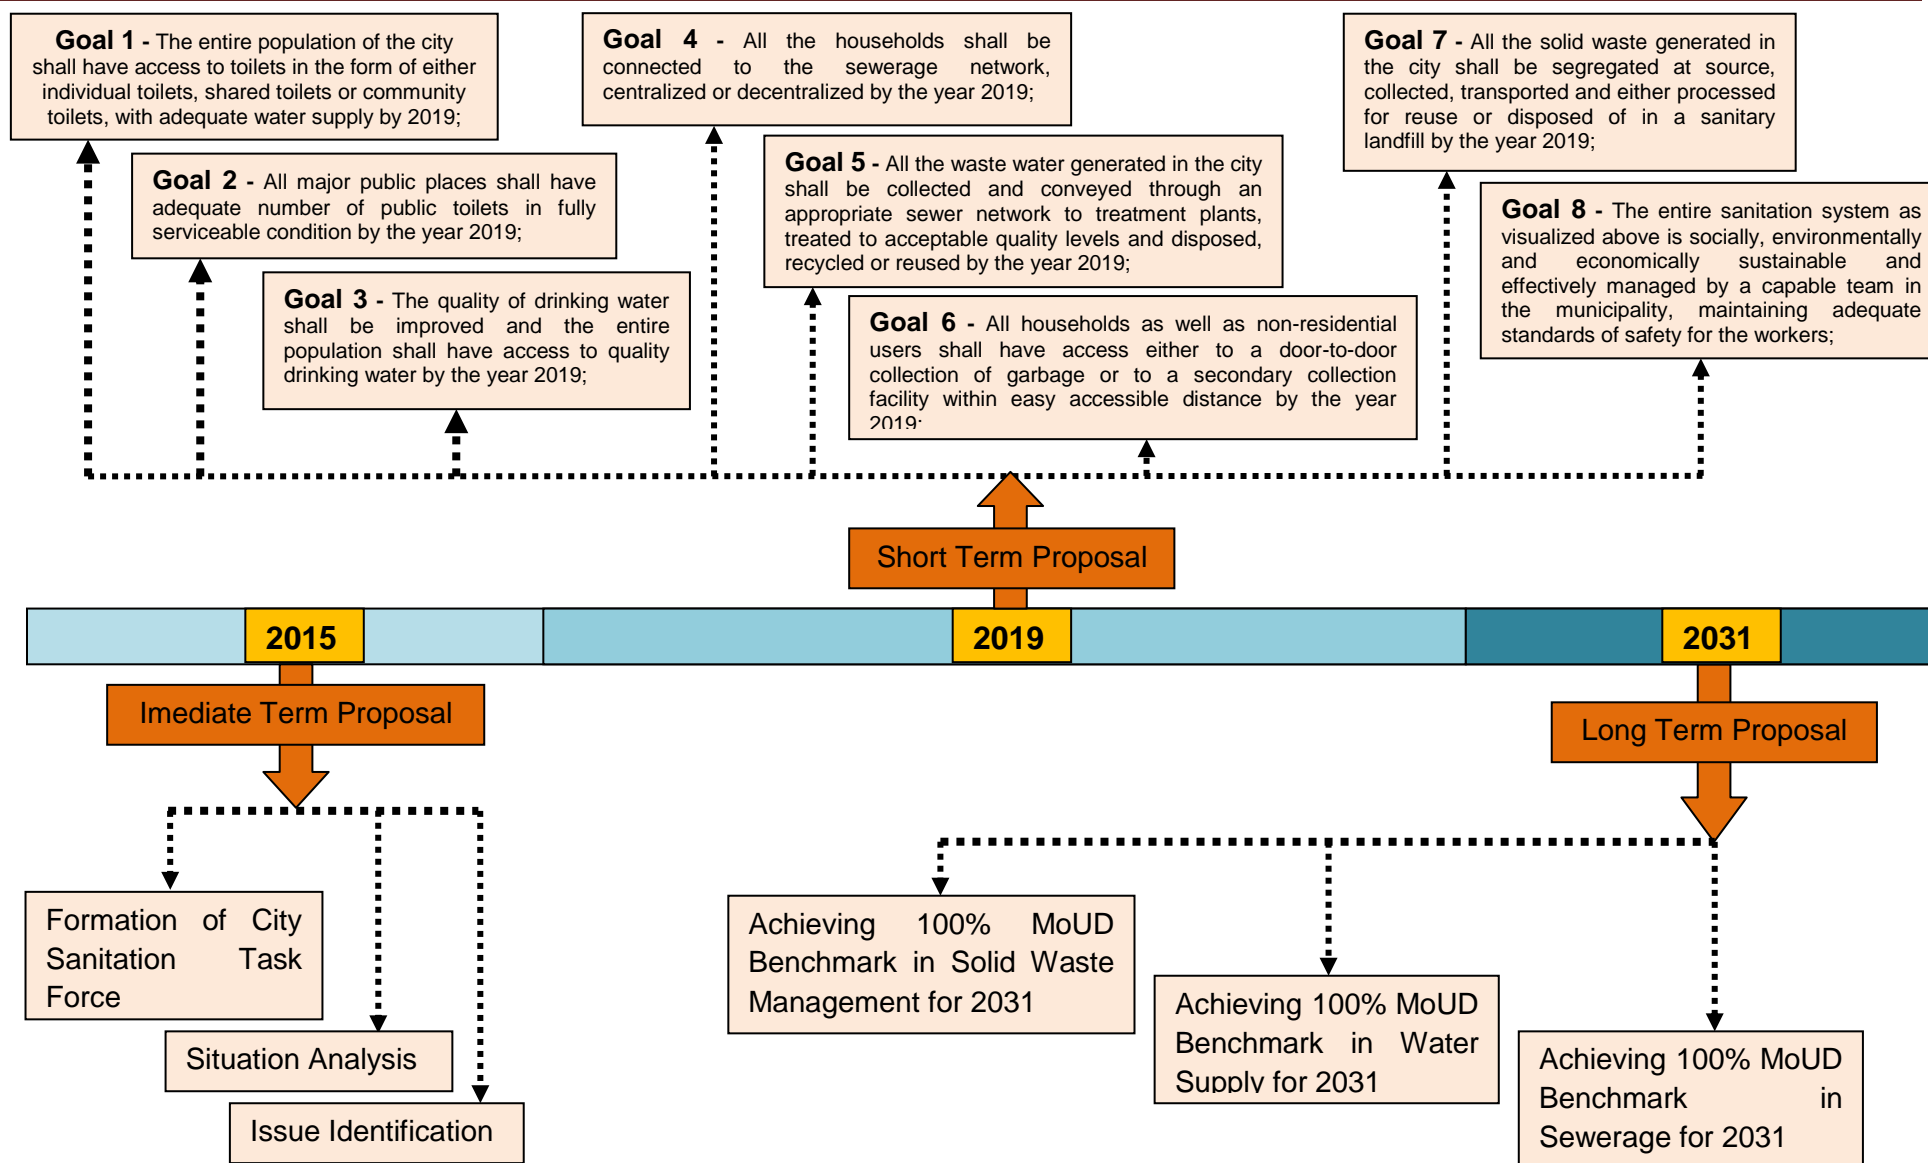 Goal 1 - The entire population of the city
shall have access to toilets in the form of either
individual toilets, shared toilets or community
toilets, with adequate water supply by 2019;
Goal 2 - All major public places shall have
adequate number of public toilets in fully
serviceable condition by the year 2019;
Goal 3 - The quality of drinking water
shall be improved and the entire
population shall have access to quality
drinking water by the year 2019;
Goal 4 - All the households shall be
connected to the sewerage network,
centralized or decentralized by the year 2019;
Goal 5 - All the waste water generated in the city
shall be collected and conveyed through an
appropriate sewer network to treatment plants,
treated to acceptable quality levels and disposed,
recycled or reused by the year 2019;
Goal 6 - All households as well as non-residential
users shall have access either to a door-to-door
collection of garbage or to a secondary collection
facility within easy accessible distance by the year
2019;
Goal 7 - All the solid waste generated in
the city shall be segregated at source,
collected, transported and either processed
for reuse or disposed of in a sanitary
landfill by the year 2019;
Goal 8 - The entire sanitation system as
visualized above is socially, environmentally
and economically sustainable and
effectively managed by a capable team in
the municipality, maintaining adequate
standards of safety for the workers;
Short Term Proposal
2015
2019
2031
Imediate Term Proposal
Long Term Proposal
Formation of City
Sanitation Task
Force
Situation Analysis
Issue Identification
Achieving 100% MoUD
Benchmark in Solid Waste
Management for 2031
Achieving 100% MoUD
Benchmark in Water
Supply for 2031
Achieving 100% MoUD
Benchmark in
Sewerage for 2031